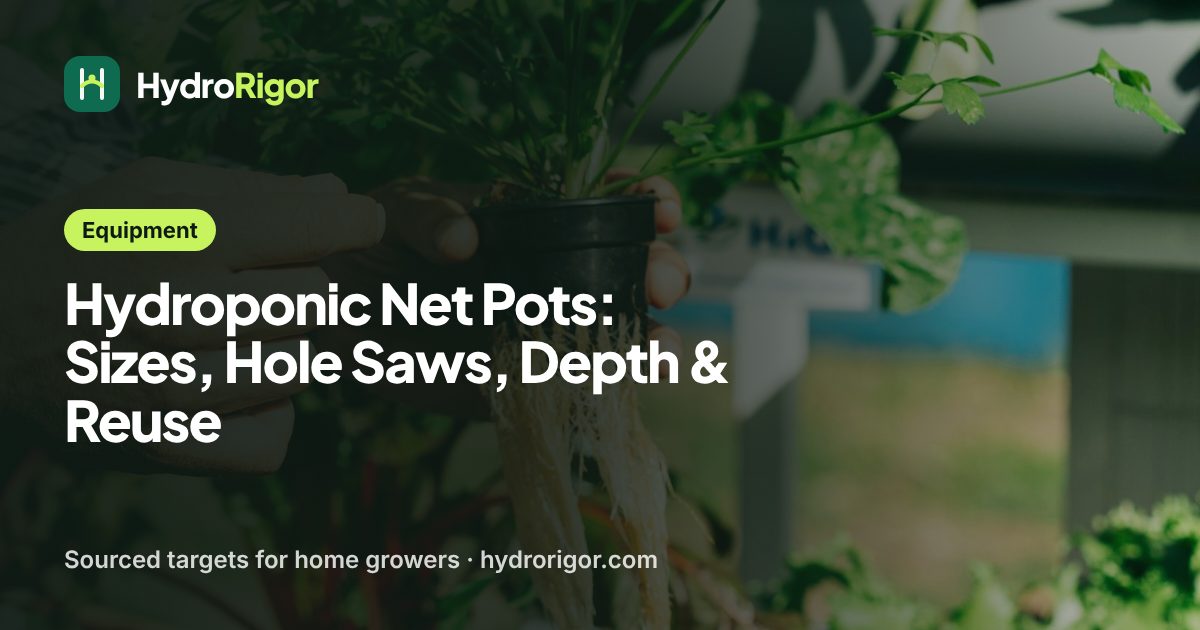 HydroRigor
Equipment
Hydroponic Net Pots:
Sizes, Hole Saws, Depth &
Reuse
Sourced targets for home growers · hydrorigor.com